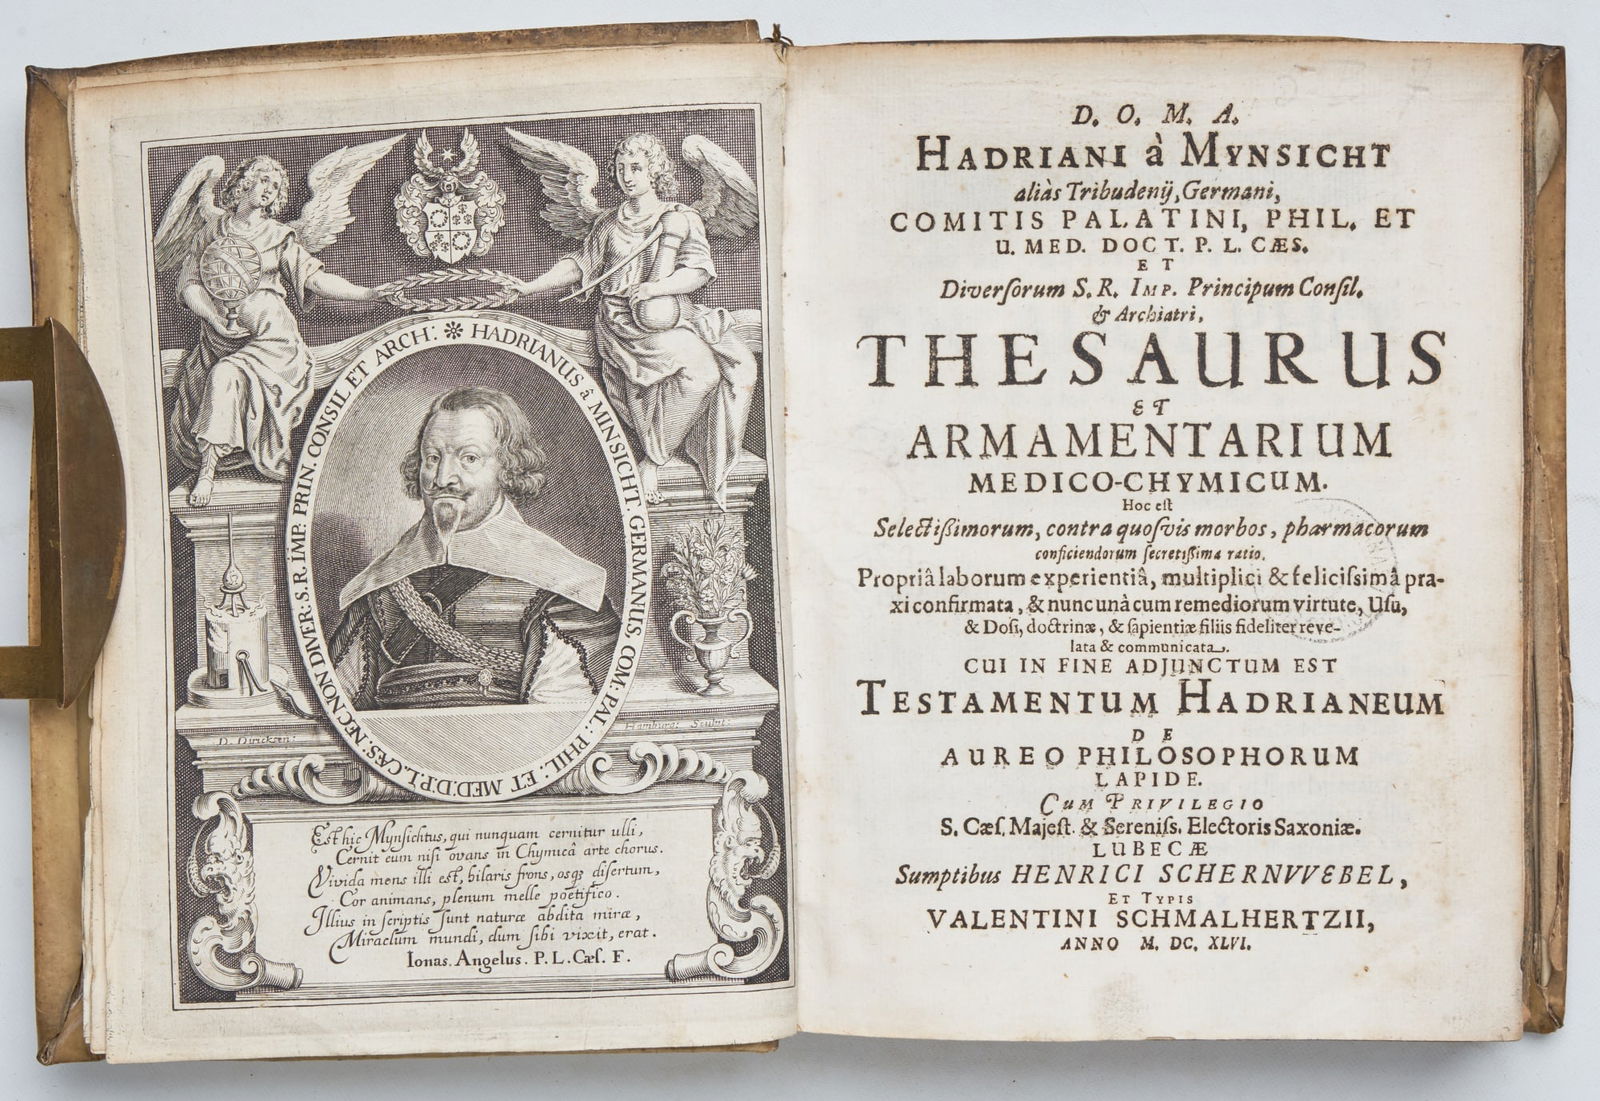 ❊ HADRIANUS â MINSICHT. GERMANUS. COM: PAL: PHIL: ET MED:D:P.L.CÆS: NEC NON DIVER: S. R. IMP. PRIN. CONSIL ET ARCH:
D. Diricksen:
Hamburg: Sculpt:
Est hic Mynsichtus, qui nunquam cernitur ulli,
Cernit eum nisi ovans in Chymicâ arte chorus.
Vivida mens illi est, hilaris frons, osq; disertum,
Cor animans, plenum melle poëtifico.
Illius in scriptis sunt naturæ abdita miræ,
Miraclum mundi, dum sibi vixit, erat.
Ionas. Angelus. P. L. Cæs. F.
D. O. M. A.
HADRIANI à MYNSICHT
aliàs Tribudenij, Germani,
COMITIS PALATINI, PHIL. ET
U. MED. DOCT. P. L. CÆS.
ET
Diverſorum S. R. IMP. Principum Conſil.
& Archiatri,
THESAURUS
ET
ARMAMENTARIUM
MEDICO-CHYMICUM.
Hoc est
Selectiſsimorum, contra quoſvis morbos, pharmacorum
conficiendorum ſecretiſsima ratio,
Propriâ laborum experientiâ, multiplici & feliciſsimâ pra-
xi confirmata, & nunc unà cum remediorum virtute, Uſu,
& Doſi, doctrinæ, & ſapientiæ filiis fideliter reve-
lata & communicata.
CUI IN FINE ADJUNCTUM EST
TESTAMENTUM HADRIANEUM
DE
AUREO PHILOSOPHORUM
LAPIDE.
CUM PRIVILEGIO
S. Cæſ. Majeſt. & Sereniſs. Electoris Saxoniæ.
LUBECÆ
Sumptibus HENRICI SCHERNVVEBEL,
ET TYPIS
VALENTINI SCHMALHERTZII,
ANNO M. DC. XLVI.